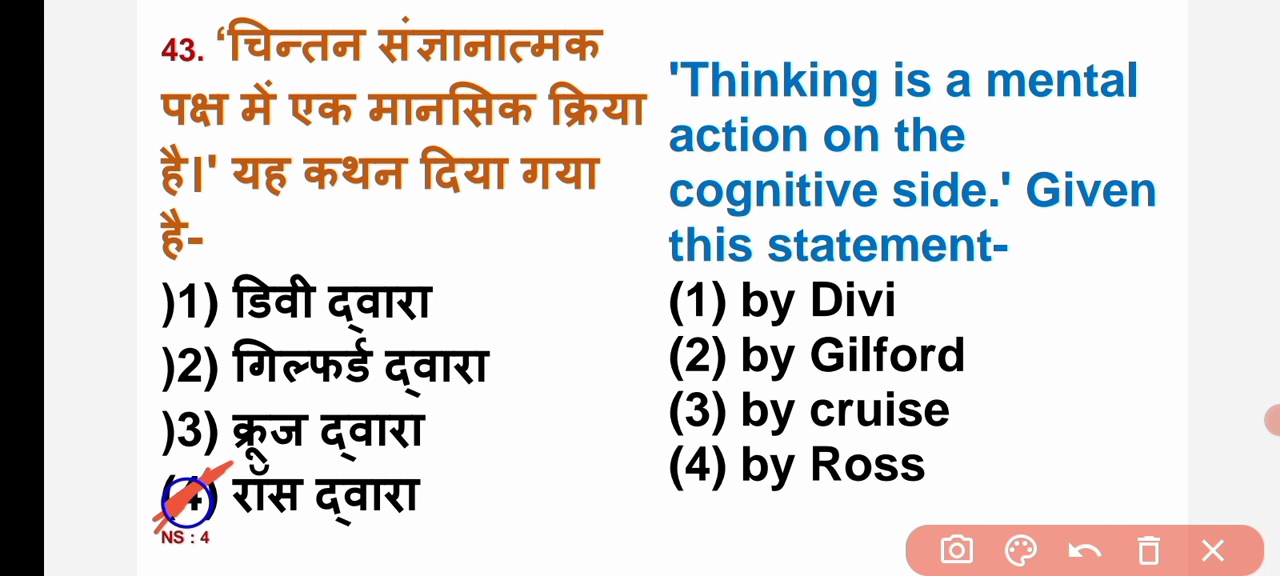 43. ‘चिन्तन संज्ञानात्मक
पक्ष में एक मानसिक क्रिया
है।' यह कथन दिया गया
है-
)1) डिवी द्वारा
)2) गिल्फर्ड द्वारा
)3) क्रूज द्वारा
(4) रॉस द्वारा
NS : 4
'Thinking is a mental
action on the
cognitive side.' Given
this statement-
(1) by Divi
(2) by Gilford
(3) by cruise
(4) by Ross